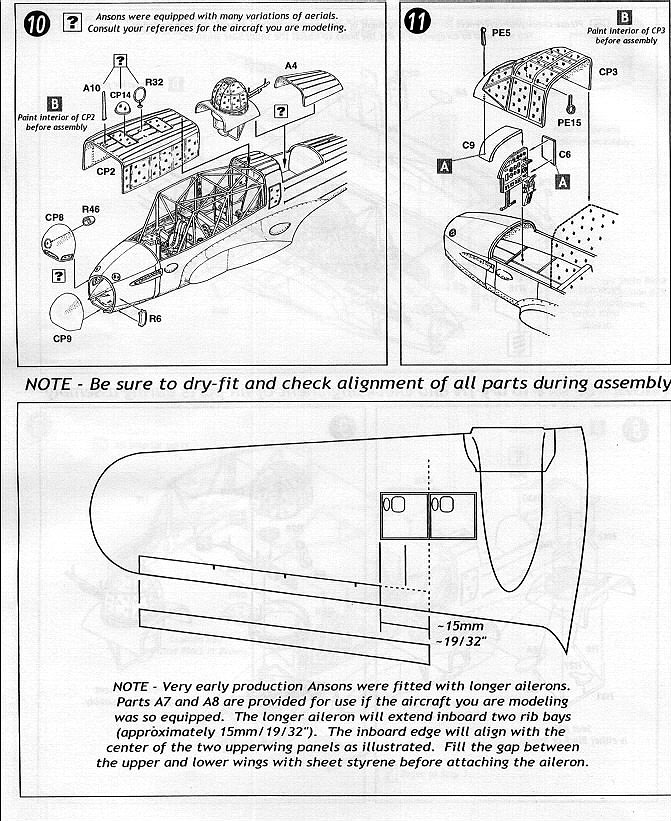 10
? Ansons were equipped with many variations of aerials.
Consult your references for the aircraft you are modeling.
?
A10
CP14
R32
A4
B
Paint interior of CP2
before assembly
?
CP2
CP8
R46
?
CP9
R6
11
B
Paint interior of CP3
before assembly
PE5
CP3
PE15
C9
C6
A
A
NOTE - Be sure to dry-fit and check alignment of all parts during assembly
~15mm
~19/32"
NOTE - Very early production Ansons were fitted with longer ailerons.
Parts A7 and A8 are provided for use if the aircraft you are modeling
was so equipped. The longer aileron will extend inboard two rib bays
(appròximately 15mm/19/32"). The inboard edge will align with the
center of the two upperwing panels as illustrated. Fill the gap between
the upper and lower wings with sheet styrene before attaching the aileron.